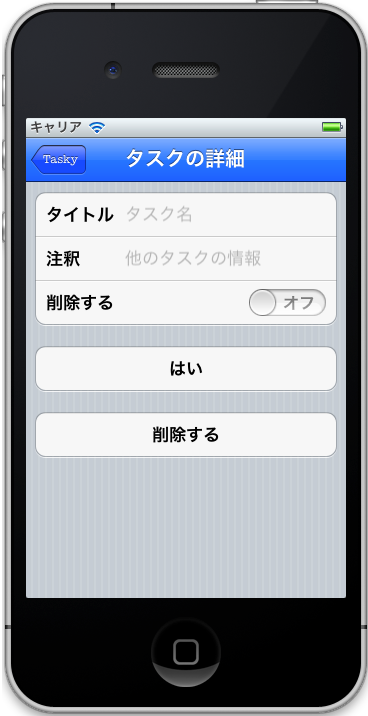 キャリア
Tasky
タスクの詳細
タイトル タスク名
注釈 他のタスクの情報
削除する オフ
はい
削除する